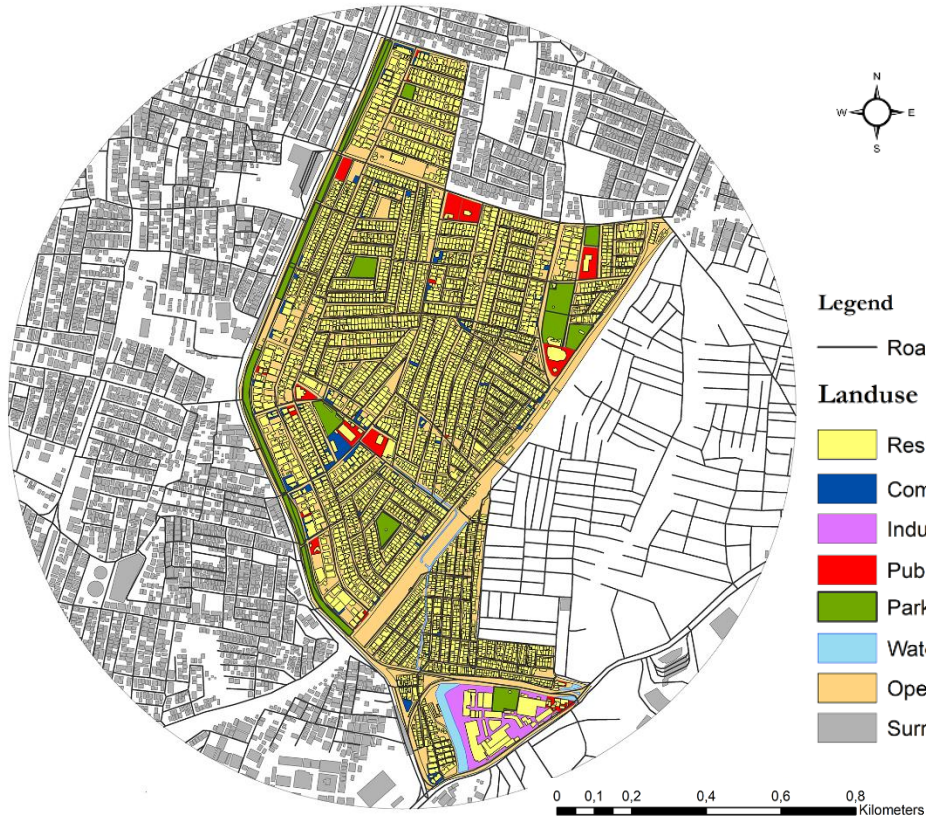 N
W E
S
Legend
Roa
Landuse
Res
Com
Indu
Pub
Park
Wate
Ope
Surr
0 0,1 0,2 0,4 0,6 0,8
Kilometers